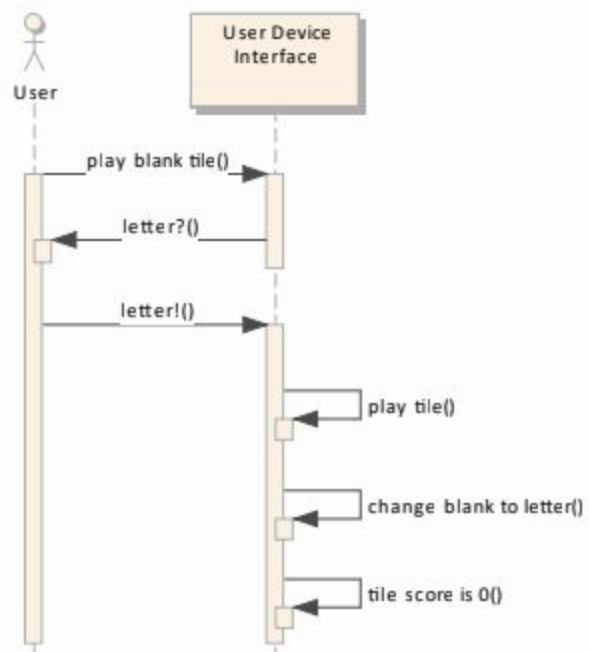 User Device
Interface
User
play blank tile()
letter?()
letter!()
play tile()
change blank to letter()
tile score is 0()